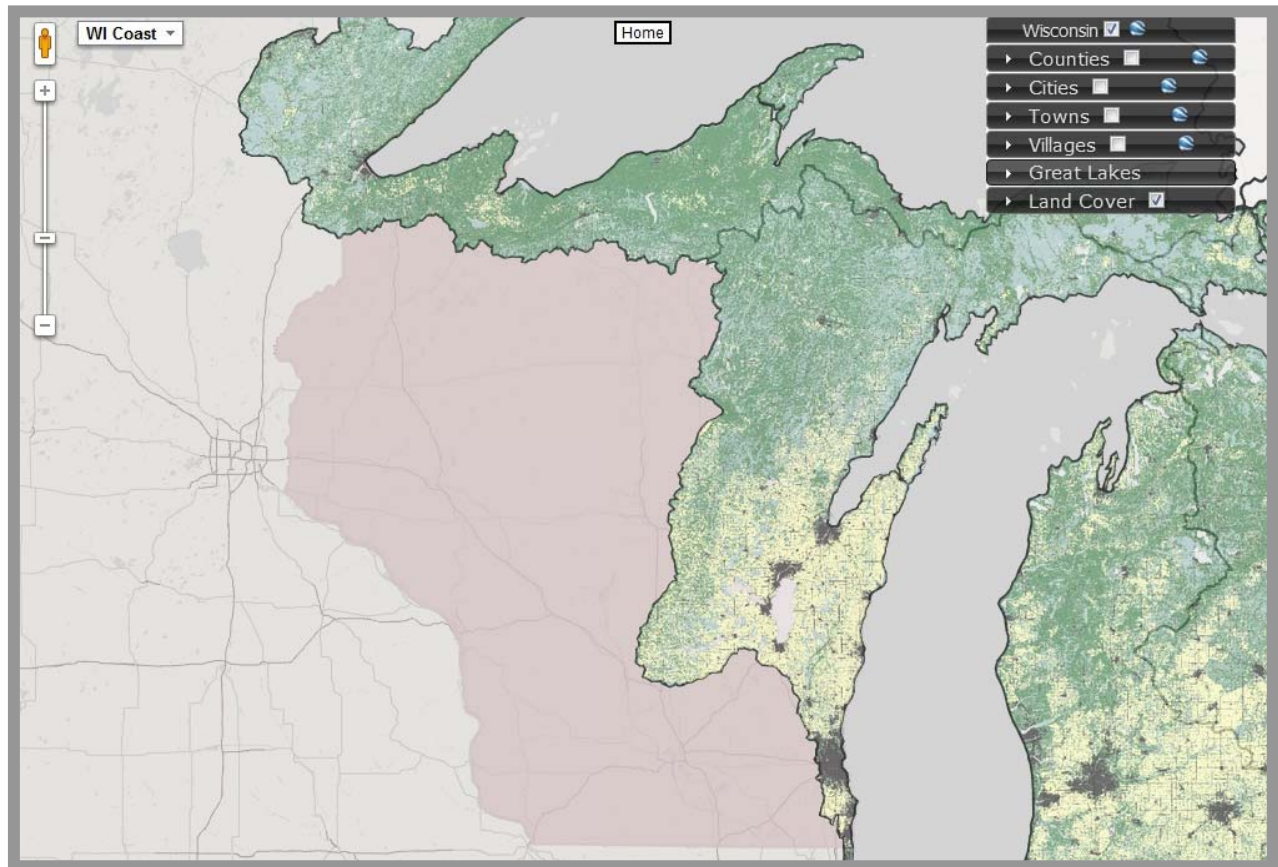 WI Coast
Home
Wisconsin
Counties
Cities
Towns
Villages
Great Lakes
Land Cover